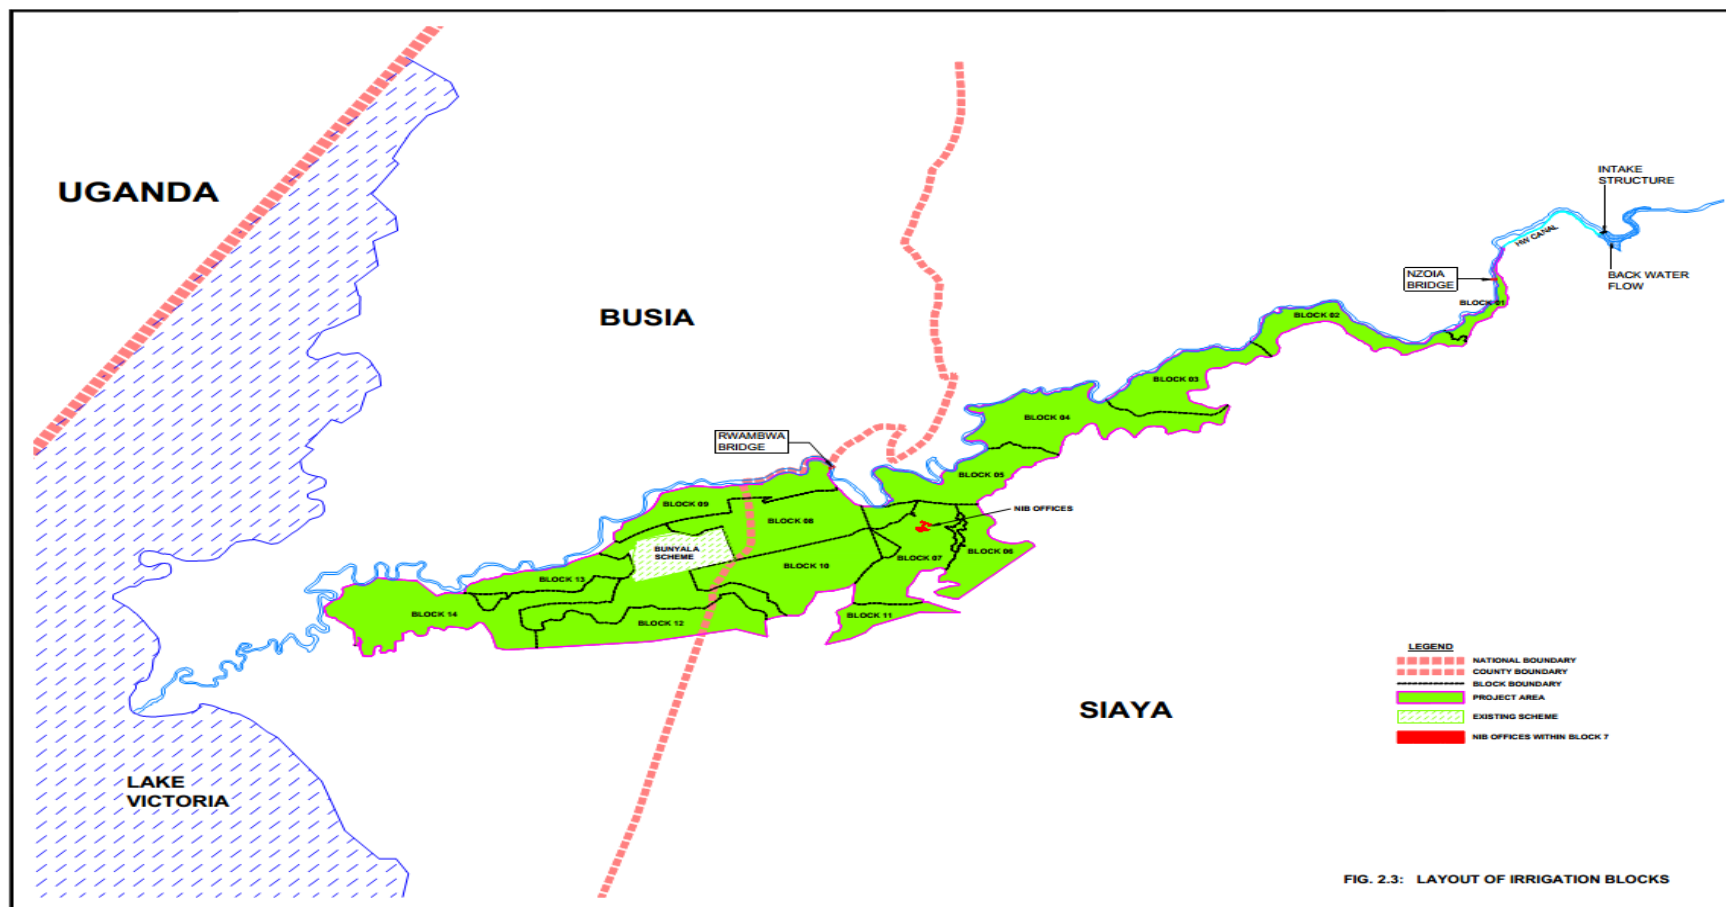 UGANDA
BUSIA
INTAKE
STRUCTURE
HW CANAL
NZOIA
BRIDGE
BACK WATER
FLOW
BLOCK 01
BLOCK 02
BLOCK 03
BLOCK 04
RWAMBWA
BRIDGE
BLOCK 05
BLOCK 09
BLOCK 08
NIB OFFICES
BUNYALA
SCHEME
BLOCK 07
BLOCK 06
BLOCK 10
BLOCK 13
BLOCK 14
BLOCK 12
BLOCK 11
SIAYA
LAKE
VICTORIA
LEGEND
NATIONAL BOUNDARY
COUNTY BOUNDARY
BLOCK BOUNDARY
PROJECT AREA
EXISTING SCHEME
NIB OFFICES WITHIN BLOCK 7
FIG. 2.3: LAYOUT OF IRRIGATION BLOCKS